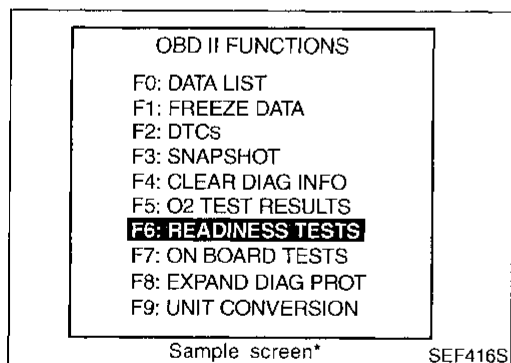 OBD II FUNCTIONS
F0: DATA LIST
F1: FREEZE DATA
F2: DTCs
F3: SNAPSHOT
F4: CLEAR DIAG INFO
F5: O2 TEST RESULTS
F6: READINESS TESTS
F7: ON BOARD TESTS
F8: EXPAND DIAG PROT
F9: UNIT CONVERSION
Sample screen*
SEF416S